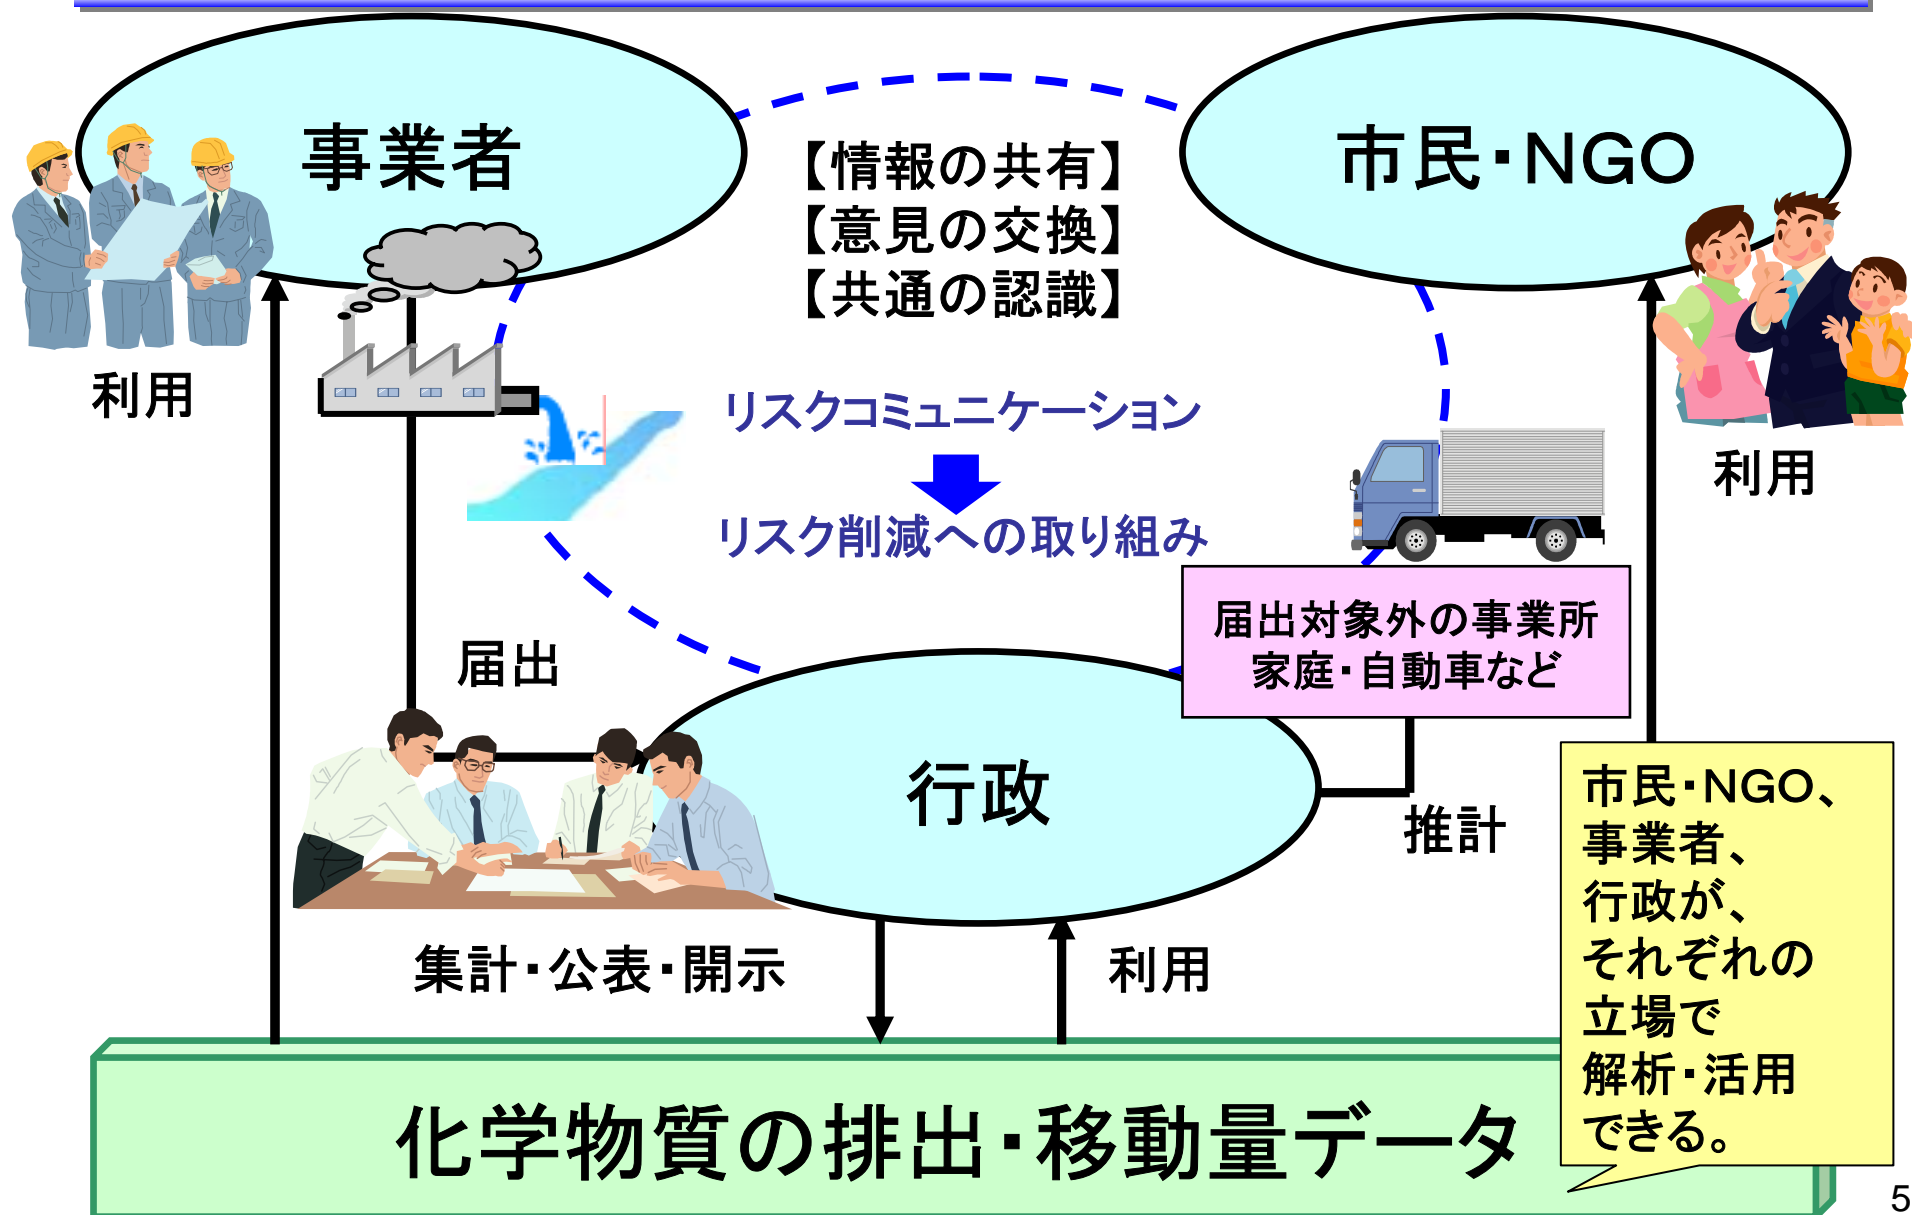 事業者
市民・NGO
【情報の共有】
【意見の交換】
【共通の認識】
利用
リスクコミュニケーション
利用
リスク削減への取り組み
届出対象外の事業所
家庭・自動車など
届出
行政
推計
市民・NGO、
事業者、
行政が、
それぞれの
立場で
解析・活用
できる。
集計・公表・開示
利用
化学物質の排出・移動量データ
5